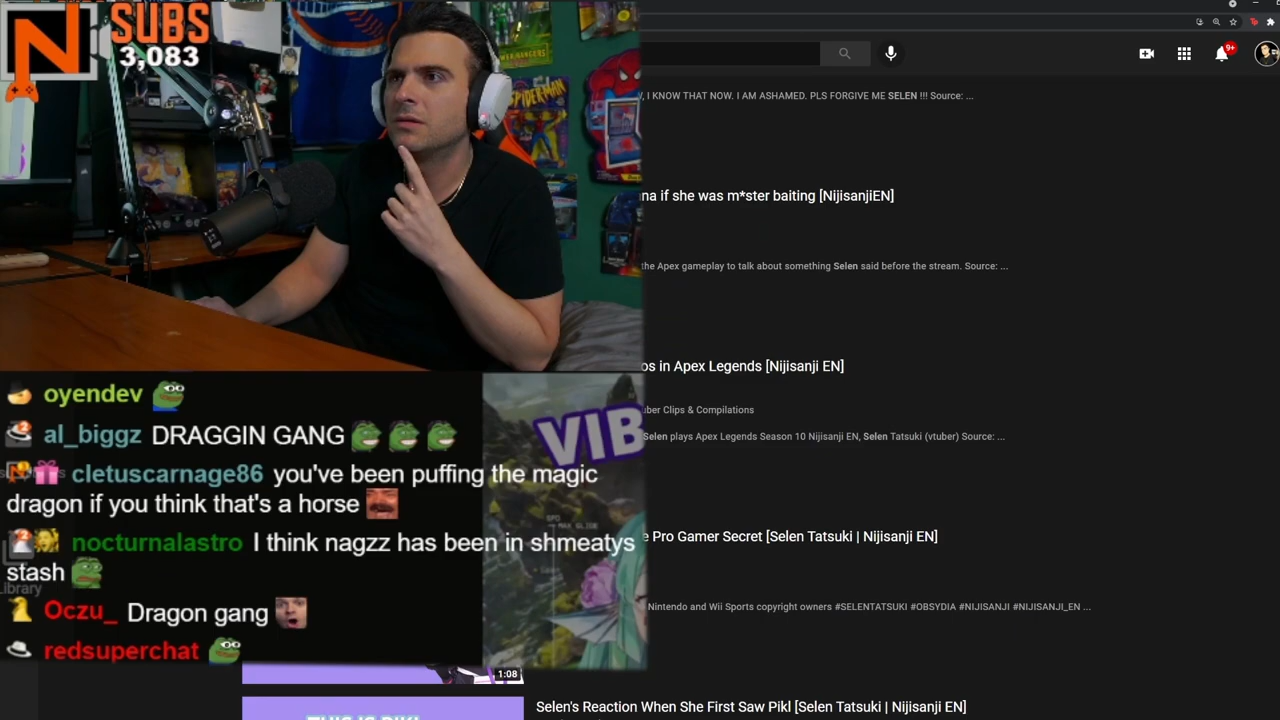 N SUBS
3,083
9+
, I KNOW THAT NOW. I AM ASHAMED. PLS FORGIVE ME SELEN !!! Source: ...
SPIDER-MAN
na if she was m*ster baiting [NijisanjiEN]
the Apex gameplay to talk about something Selen said before the stream. Source: ...
os in Apex Legends [Nijisanji EN]
uber Clips & Compilations
Selen plays Apex Legends Season 10 Nijisanji EN, Selen Tatsuki (vtuber) Source: ...
oyendev
al_biggz DRAGGIN GANG
cletuscarnage86 you've been puffing the magic
dragon if you think that's a horse
nocturnalastro I think nagzz has been in shmeatys
stash
Library
Oczu_ Dragon gang
redsuperchat
VIB
e Pro Gamer Secret [Selen Tatsuki | Nijisanji EN]
Nintendo and Wii Sports copyright owners #SELENTATSUKI #OBSYDIA #NIJISANJI #NIJISANJI_EN ...
1:08
Selen's Reaction When She First Saw Pikl [Selen Tatsuki | Nijisanji EN]